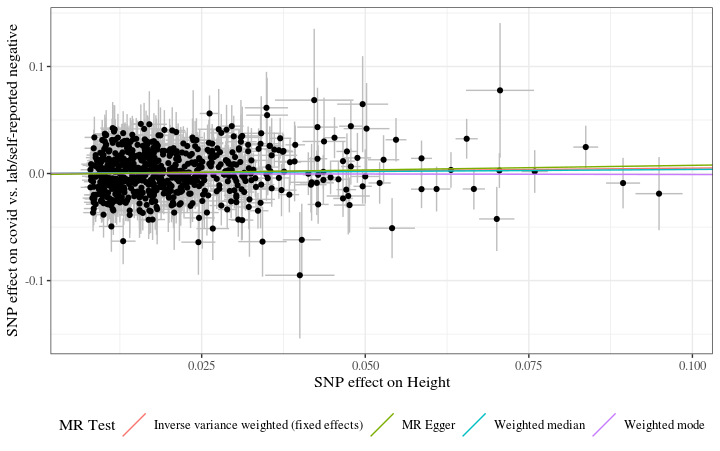 SNP effect on covid vs. lab/self-reported negative
0.1
0.0
-0.1
0.025 0.050 0.075 0.100
SNP effect on Height
MR Test Inverse variance weighted (fixed effects) MR Egger Weighted median Weighted mode